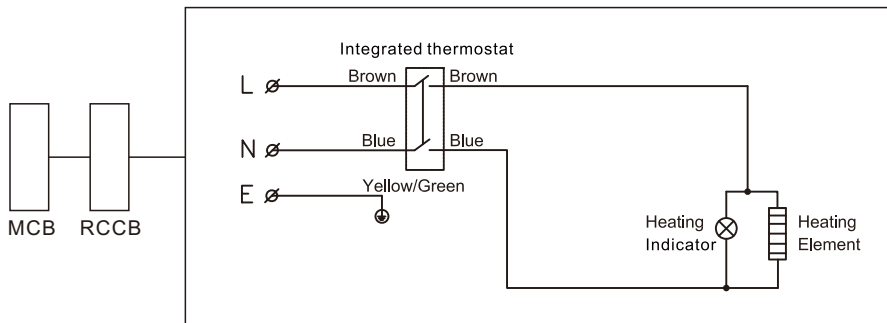 Integrated thermostat
L Brown Brown
N Blue Blue
E Yellow/Green
MCB RCCB
Heating Indicator
Heating Element